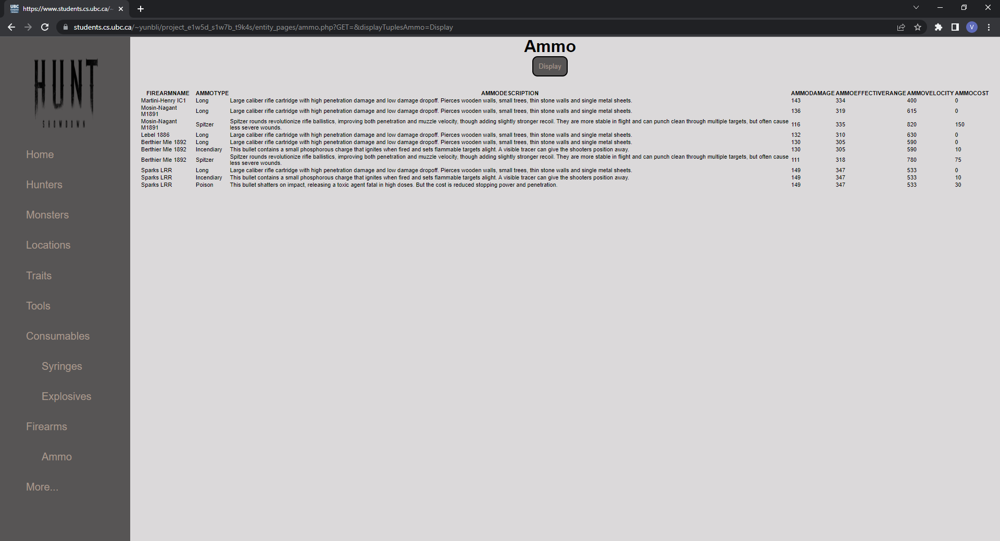 https://www.students.cs.ubc.ca/~
students.cs.ubc.ca/~yunbli/project_e1w5d_s1w7b_t9k4s/entity_pages/ammo.php?GET=&displayTuplesAmmo=Display
V
HUNT
SHOWDOWN
Home
Hunters
Monsters
Locations
Traits
Tools
Consumables
Syringes
Explosives
Firearms
Ammo
More...
Ammo
Display
FIREARMNAME AMMOTYPE AMMODESCRIPTION AMMODAMAGE AMMOEFFECTIVERANGE AMMOVELOCITY AMMOCOST
Martini-Henry IC1 Long Large caliber rifle cartridge with high penetration damage and low damage dropoff. Pierces wooden walls, small trees, thin stone walls and single metal sheets. 143 334 400 0
Mosin-Nagant
M1891 Long Large caliber rifle cartridge with high penetration damage and low damage dropoff. Pierces wooden walls, small trees, thin stone walls and single metal sheets. 136 319 615 0
Mosin-Nagant
M1891 Spitzer Spitzer rounds revolutionize rifle ballistics, improving both penetration and muzzle velocity, though adding slightly stronger recoil. They are more stable in flight and can punch clean through multiple targets, but often cause
less severe wounds. 116 335 820 150
Lebel 1886 Long Large caliber rifle cartridge with high penetration damage and low damage dropoff. Pierces wooden walls, small trees, thin stone walls and single metal sheets. 132 310 630 0
Berthier Mle 1892 Long Large caliber rifle cartridge with high penetration damage and low damage dropoff. Pierces wooden walls, small trees, thin stone walls and single metal sheets. 130 305 590 0
Berthier Mle 1892 Incendiary This bullet contains a small phosphorous charge that ignites when fired and sets flammable targets alight. A visible tracer can give the shooters position away. 130 305 590 10
Berthier Mle 1892 Spitzer Spitzer rounds revolutionize rifle ballistics, improving both penetration and muzzle velocity, though adding slightly stronger recoil. They are more stable in flight and can punch clean through multiple targets, but often cause
less severe wounds. 111 318 780 75
Sparks LRR Long Large caliber rifle cartridge with high penetration damage and low damage dropoff. Pierces wooden walls, small trees, thin stone walls and single metal sheets. 149 347 533 0
Sparks LRR Incendiary This bullet contains a small phosphorous charge that ignites when fired and sets flammable targets alight. A visible tracer can give the shooters position away. 149 347 533 10
Sparks LRR Poison This bullet shatters on impact, releasing a toxic agent fatal in high doses. But the cost is reduced stopping power and penetration. 149 347 533 30